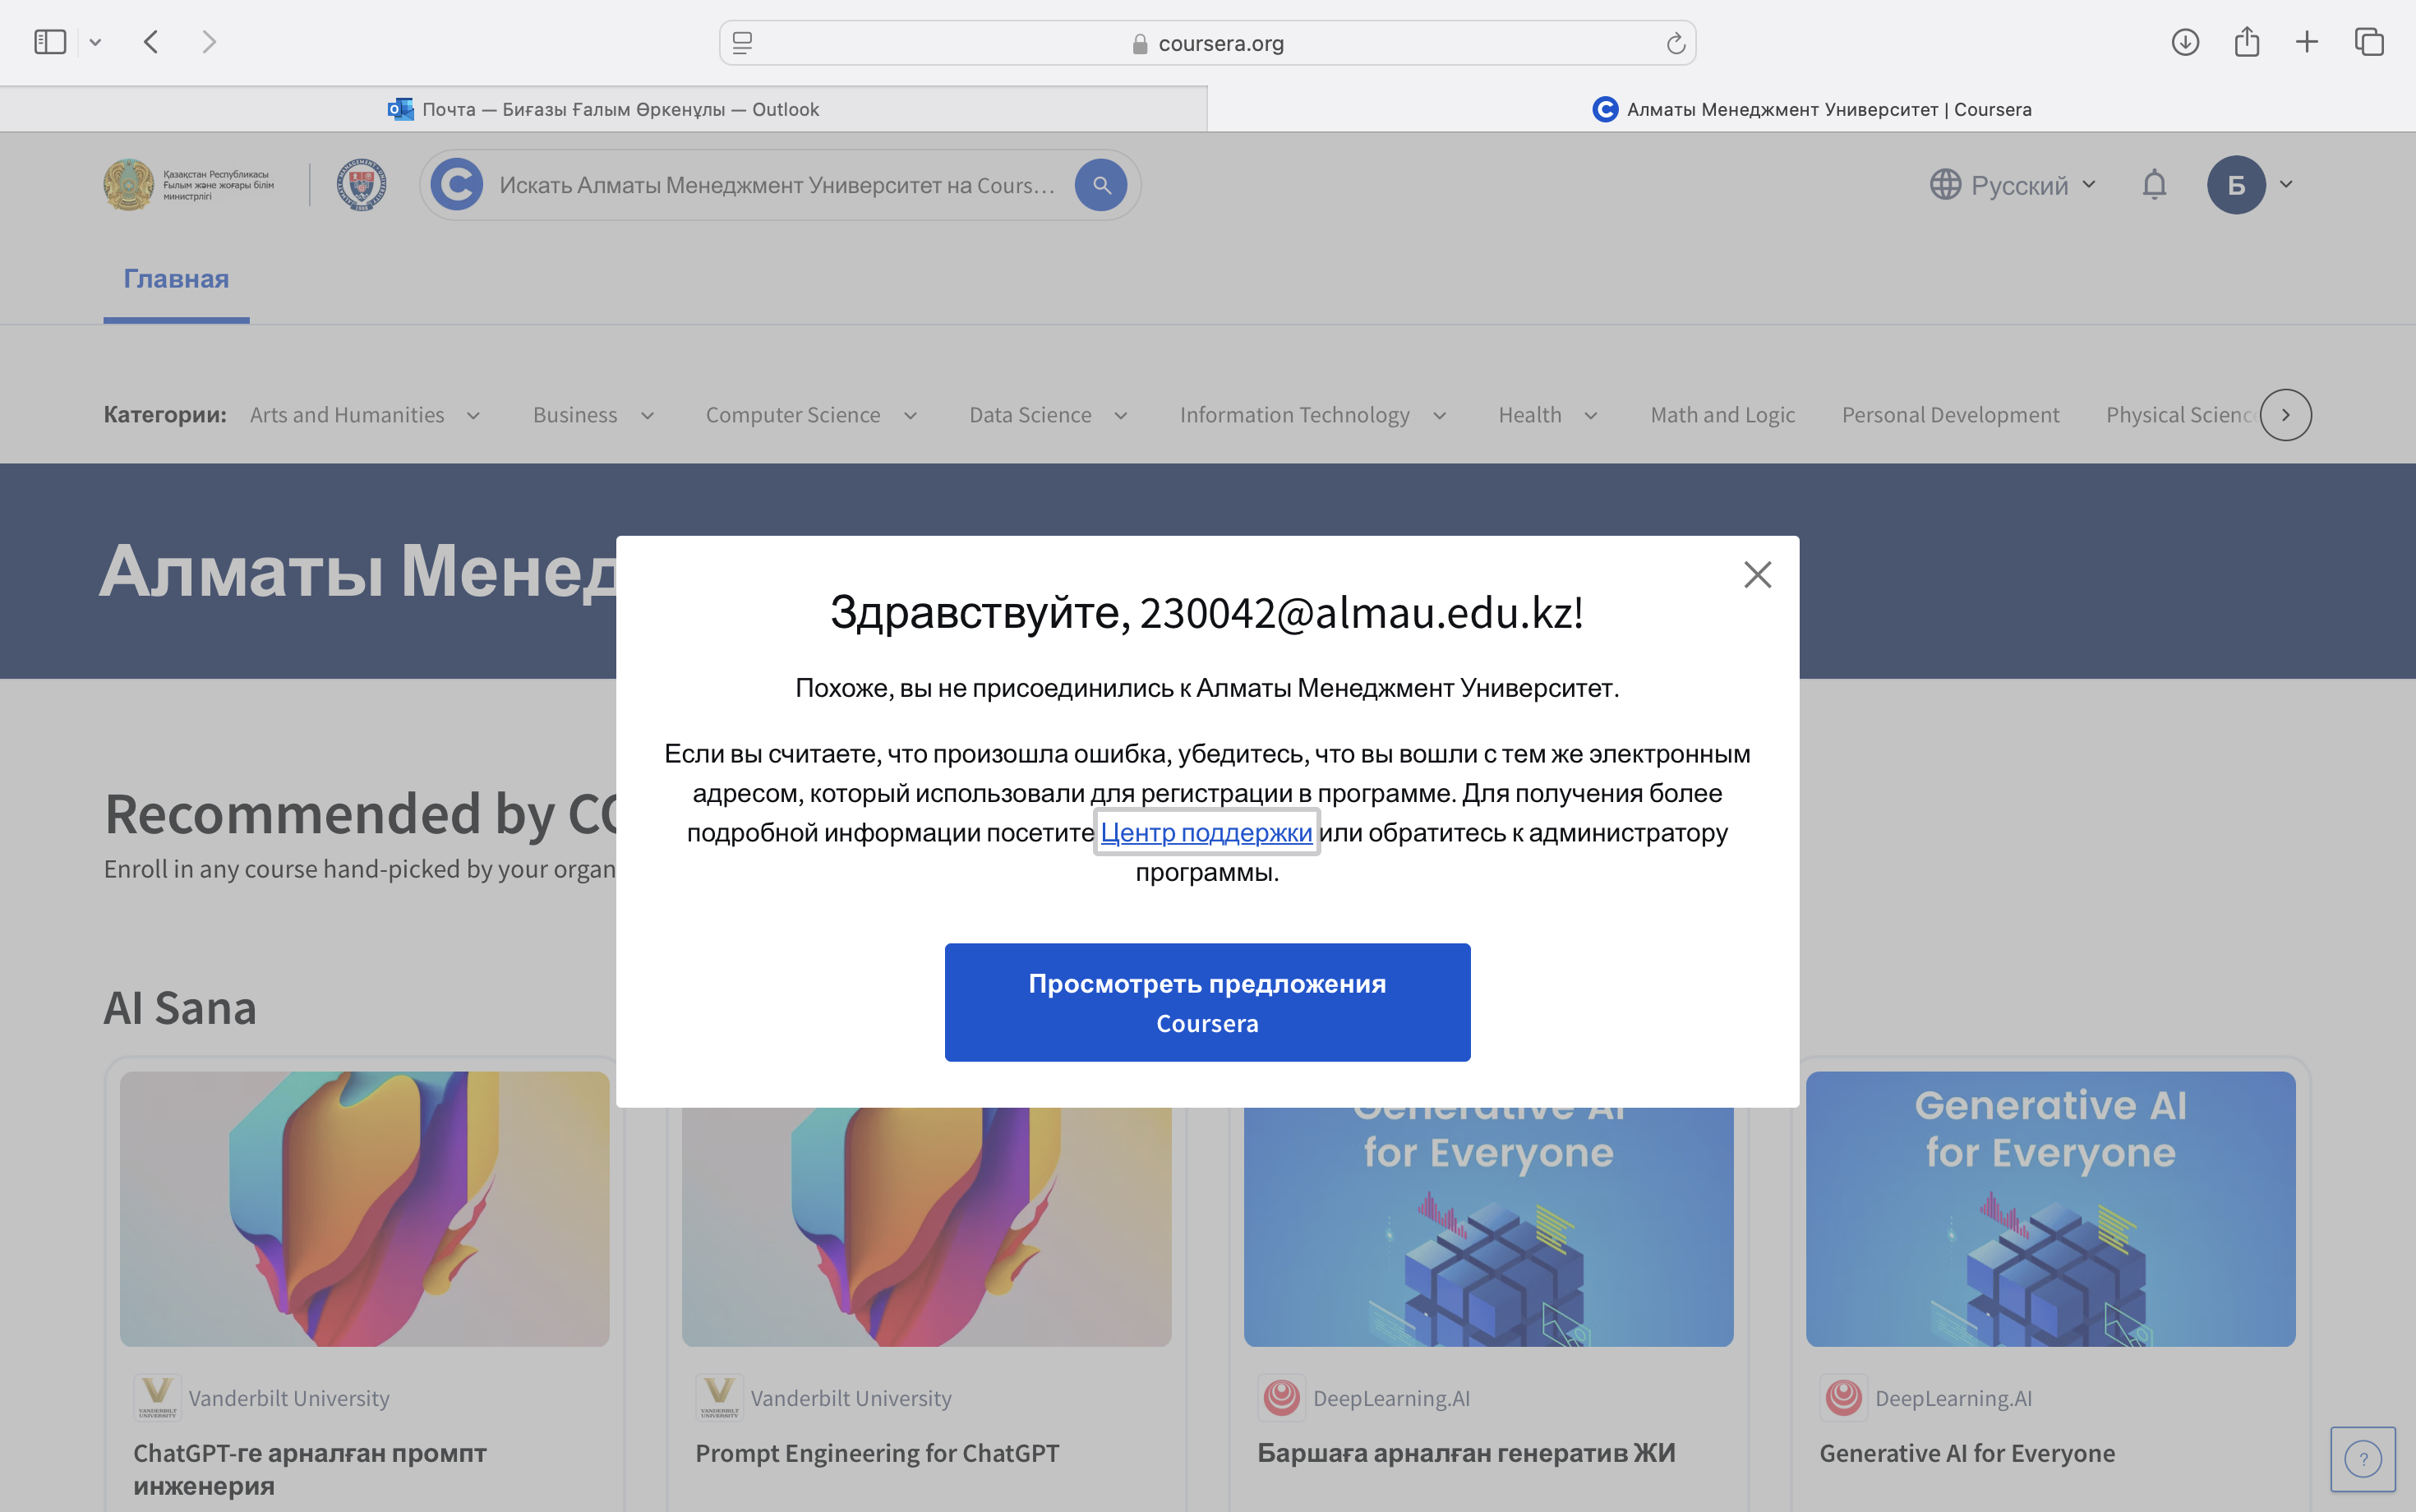 coursera.org
Почта — Биғазы Ғалым Өркенұлы — Outlook
Алматы Менеджмент Университет | Coursera
Қазақстан Республикасы
Ғылым және жоғары білім
министрлігі
Искать Алматы Менеджмент Университет на Cours...
Русский
Б
Главная
Категории:
Arts and Humanities
Business
Computer Science
Data Science
Information Technology
Health
Math and Logic
Personal Development
Physical Scienc
Алматы Менед
Здравствуйте, 230042@almau.edu.kz!
Похоже, вы не присоединились к Алматы Менеджмент Университет.
Если вы считаете, что произошла ошибка, убедитесь, что вы вошли с тем же электронным
адресом, который использовали для регистрации в программе. Для получения более
подробной информации посетите Центр поддержки или обратитесь к администратору
программы.
Просмотреть предложения
Coursera
Recommended by CO
Enroll in any course hand-picked by your organ
AI Sana
Generative AI
for Everyone
Generative AI
for Everyone
VANDERBILT
UNIVERSITY
Vanderbilt University
VANDERBILT
UNIVERSITY
Vanderbilt University
DeepLearning.AI
DeepLearning.AI
ChatGPT-ге арналған промпт
инженерия
Prompt Engineering for ChatGPT
Баршаға арналған генератив ЖИ
Generative AI for Everyone